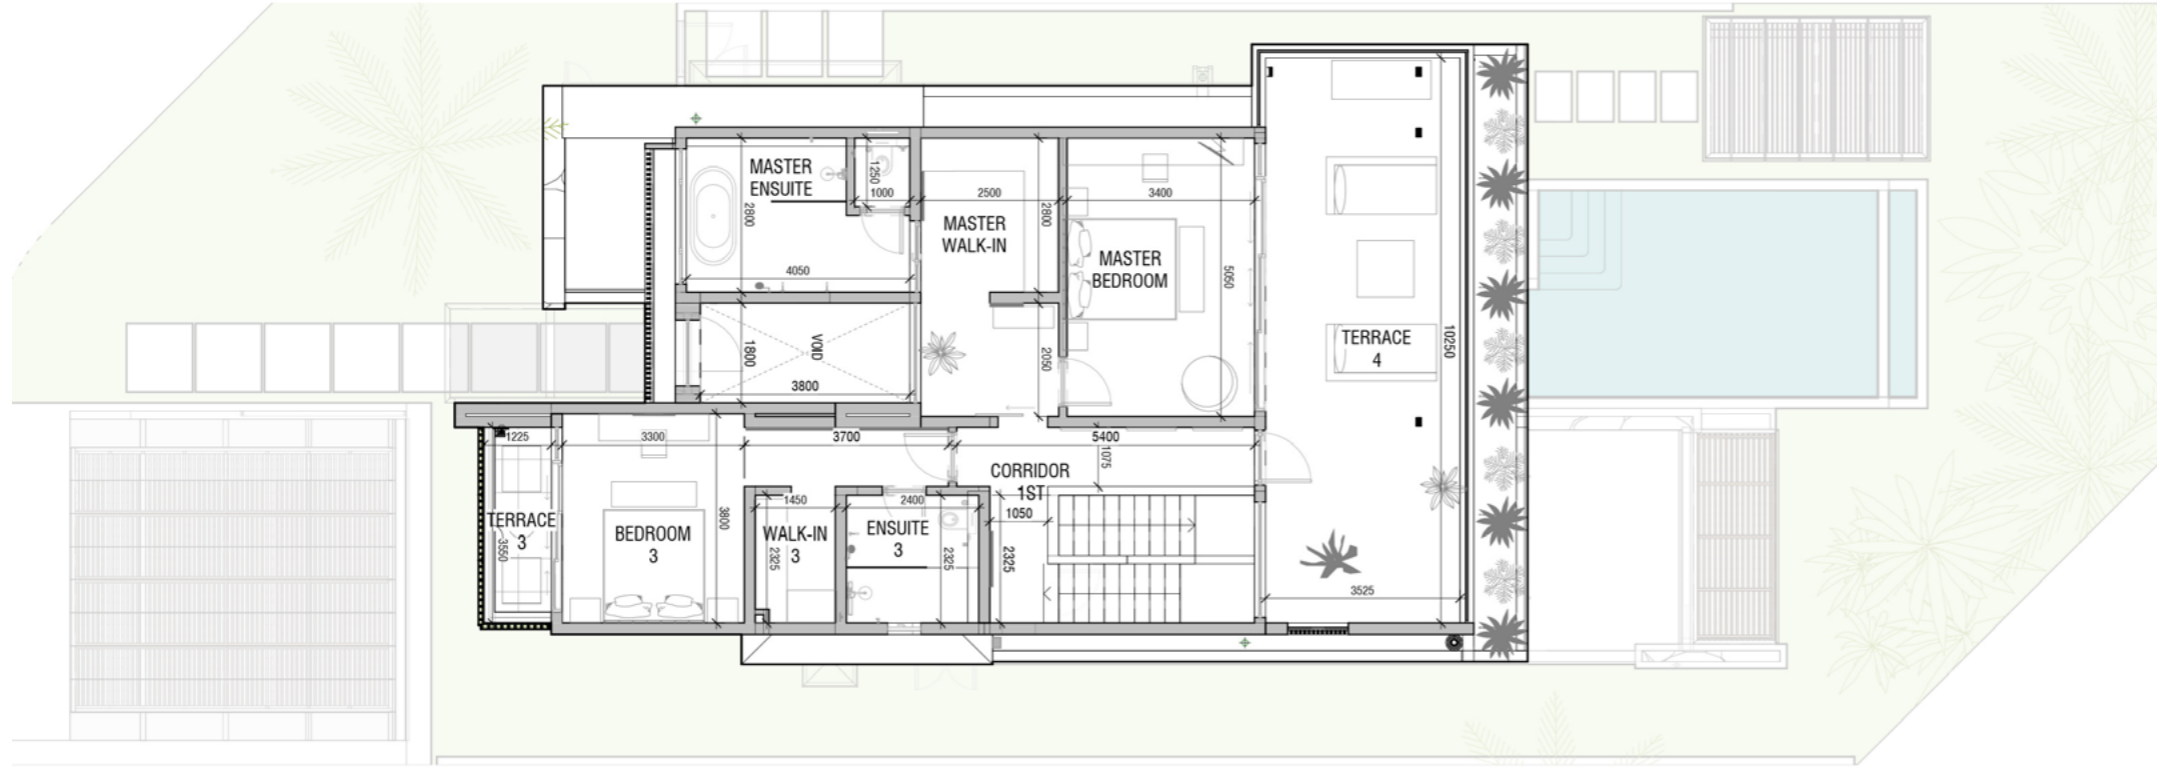 MASTER
ENSUITE
1250
1000
2800
4050
2500
MASTER
WALK-IN
2800
3400
MASTER
BEDROOM
5050
TERRACE
4
10250
VOID
1800
3800
2050
1225
3300
3700
5400
1075
CORRIDOR
1ST
1050
TERRACE
3
3550
BEDROOM
3
3800
1450
WALK-IN
3
2325
2400
ENSUITE
3
2325
2325
3525